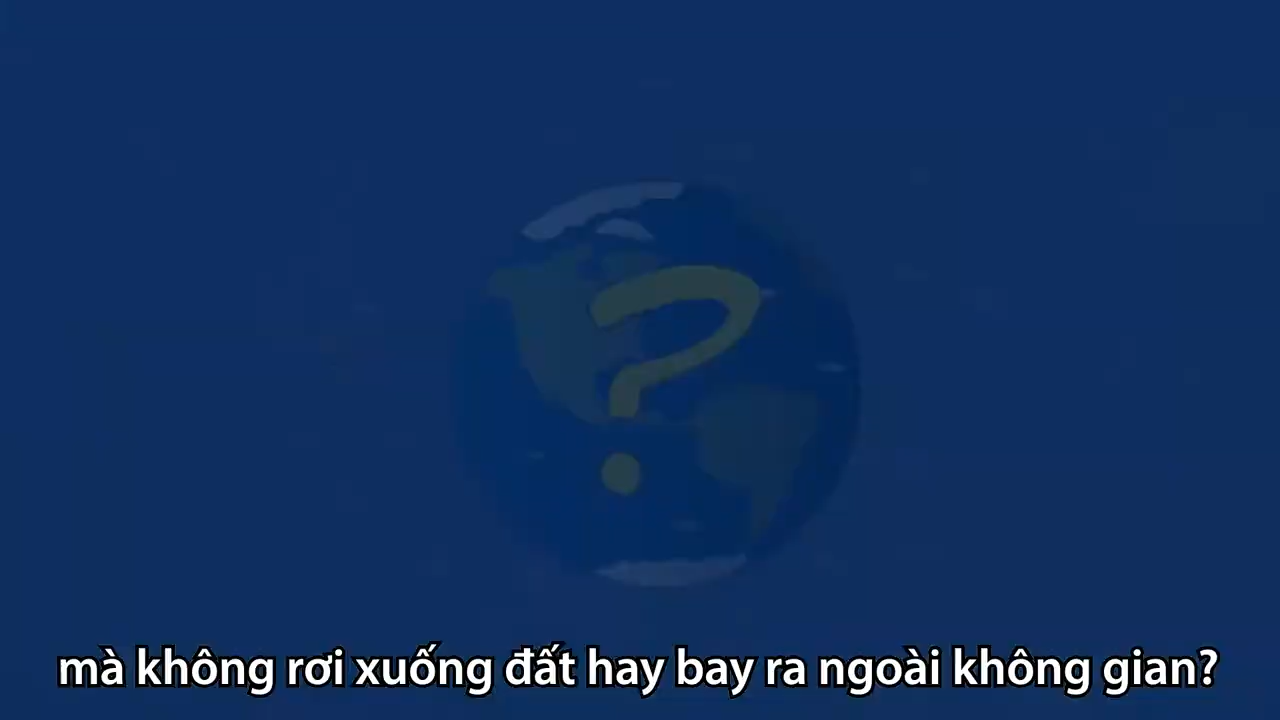 ?
mà không rơi xuống đất hay bay ra ngoài không gian?